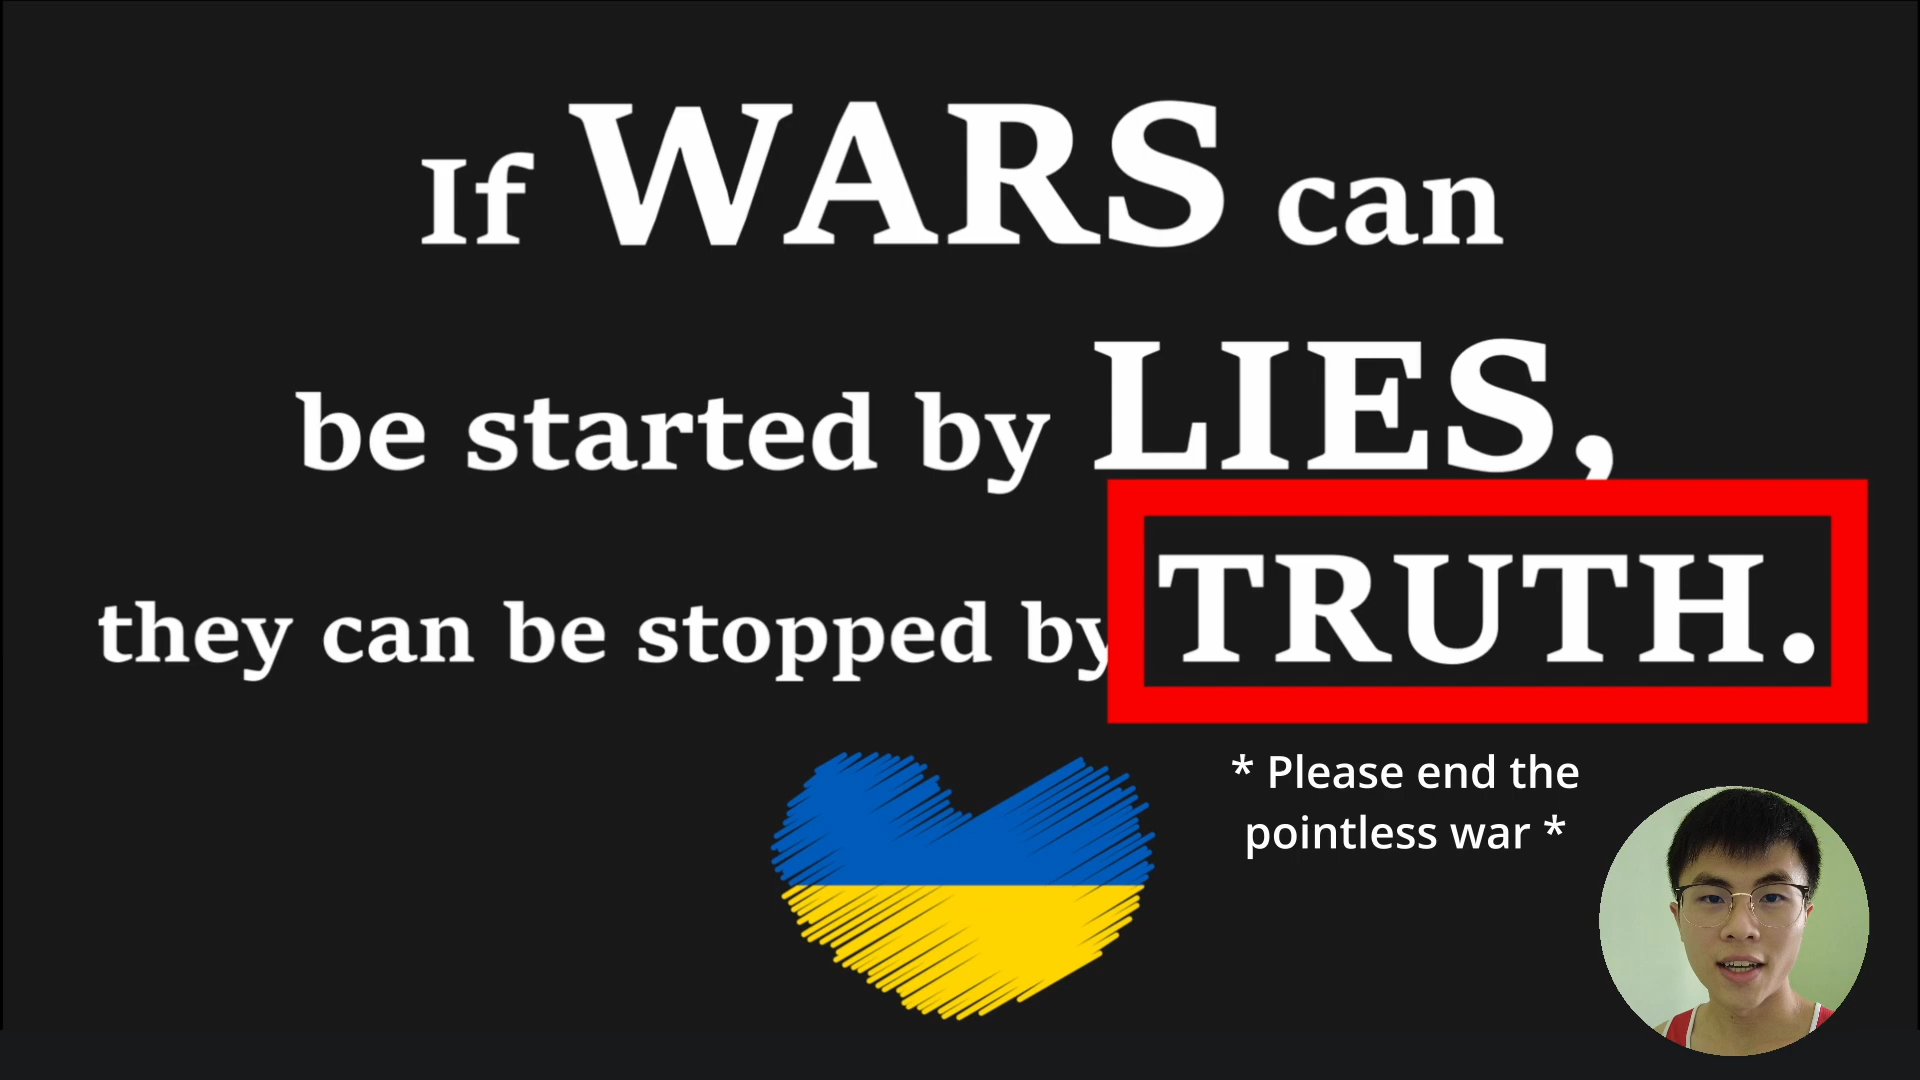 If WARS can
be started by LIES,
they can be stopped by TRUTH.
* Please end the
pointless war *